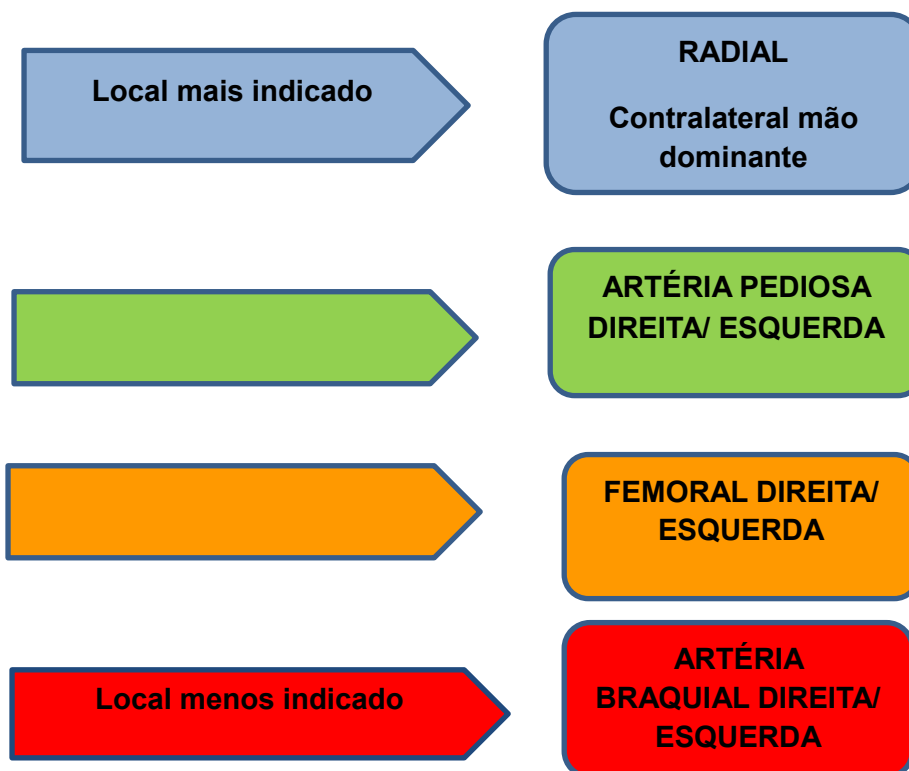 Local mais indicado
RADIAL
Contralateral mão
dominante
ARTÉRIA PEDIOSA
DIREITA/ ESQUERDA
FEMORAL DIREITA/
ESQUERDA
Local menos indicado
ARTÉRIA
BRAQUIAL DIREITA/
ESQUERDA